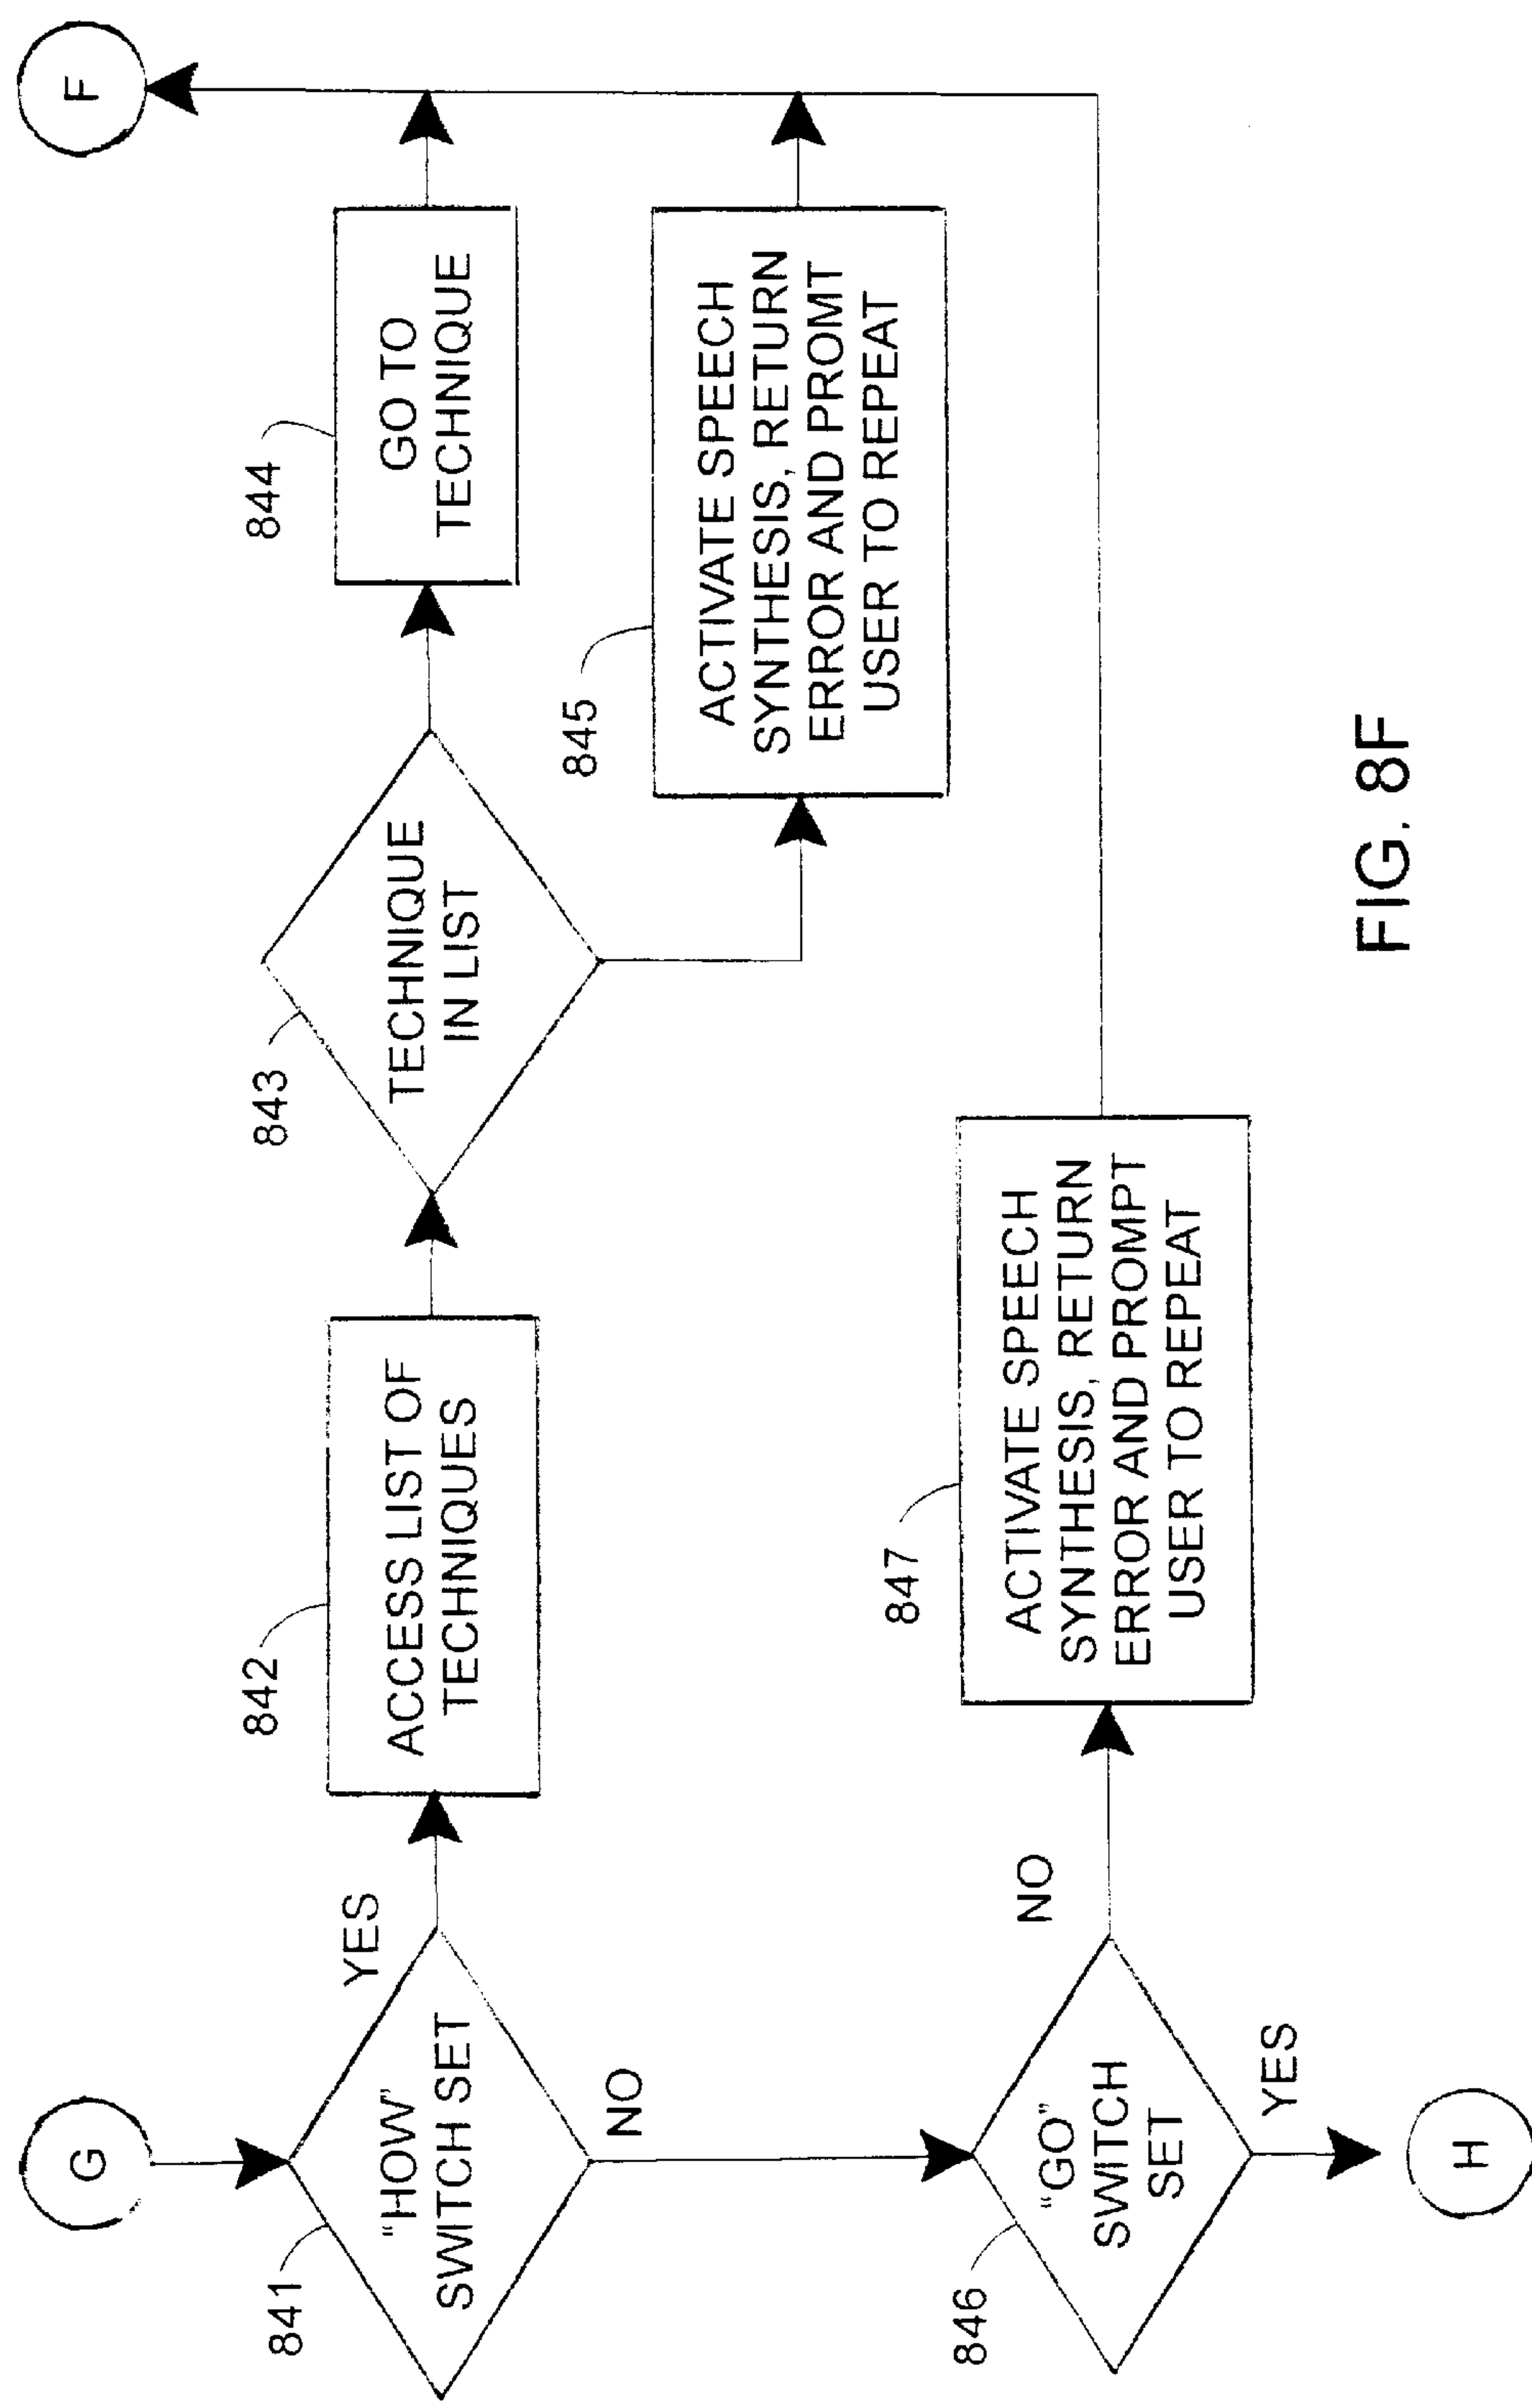 G
F
841
"HOW"
SWITCH SET
YES
NO
842
ACCESS LIST OF
TECHNIQUES
843
TECHNIQUE
IN LIST
844
GO TO
TECHNIQUE
845
ACTIVATE SPEECH
SYNTHESIS, RETURN
ERROR AND PROMT
USER TO REPEAT
846
"GO"
SWITCH
SET
NO
YES
847
ACTIVATE SPEECH
SYNTHESIS, RETURN
ERROR AND PROMPT
USER TO REPEAT
H
FIG. 8F